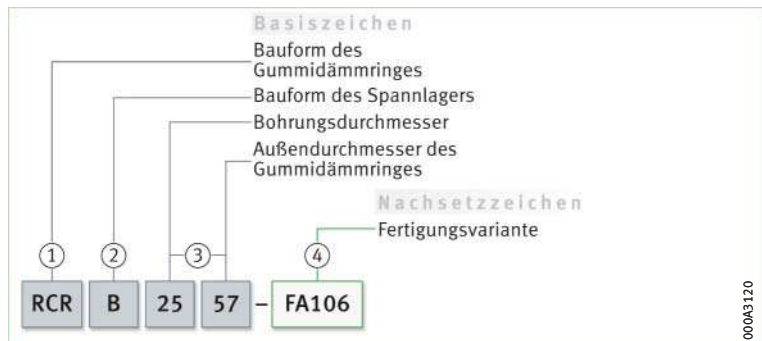 Basiszeichen
Bauform des
Gummidämmringes
Bauform des Spannlagers
Bohrungsdurchmesser
Außendurchmesser des
Gummidämmringes
Nachsetzzeichen
Fertigungsvariante
1 2 3 4
RCR B 25 57 – FA106
000A3120